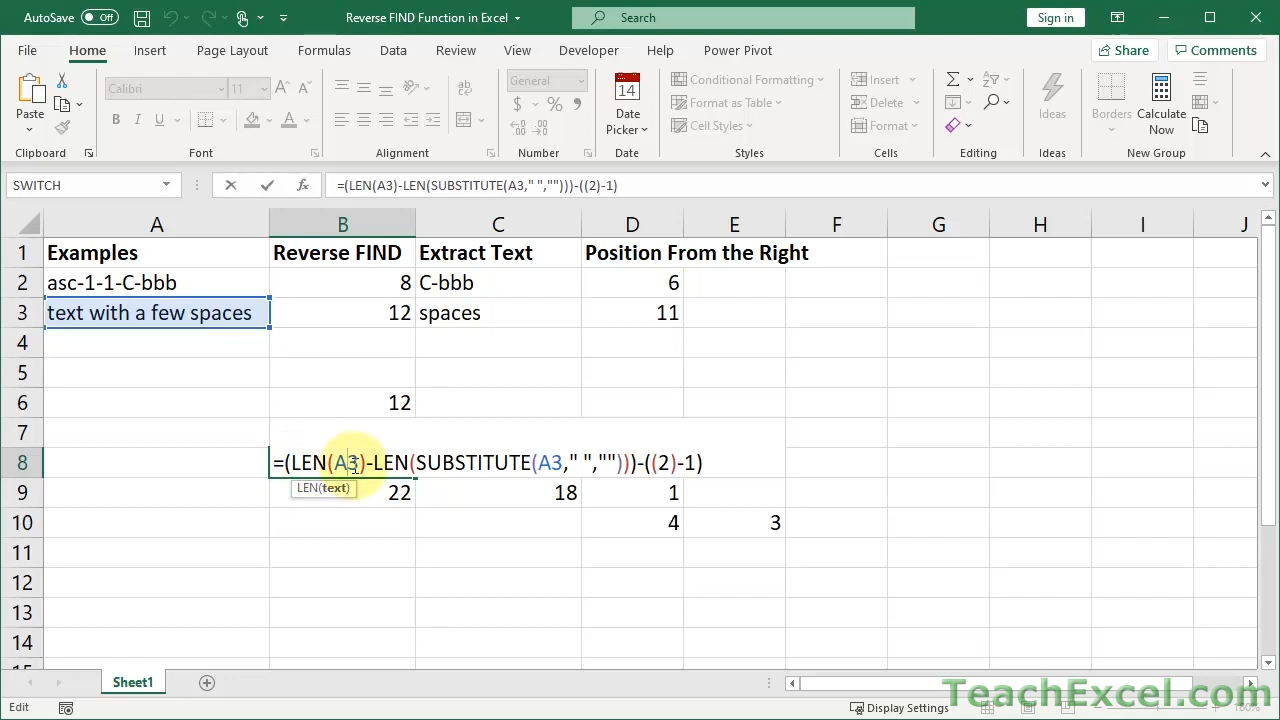 AutoSave Off Reverse FIND Function in Excel Search Sign in
File Home Insert Page Layout Formulas Data Review View Developer Help Power Pivot Share Comments
Paste
Calibri 11
B I U A
General
$ % 9
14
Date
Picker
Conditional Formatting
Format as Table
Cell Styles
Insert
Delete
Format
Ideas
Borders
Calculate
Now
Clipboard Font Alignment Number Date Styles Cells Editing Ideas New Group
SWITCH fx =(LEN(A3)-LEN(SUBSTITUTE(A3," ","")))-((2)-1)
A B C D E F G H I J
1 Examples Reverse FIND Extract Text Position From the Right
2 asc-1-1-C-bbb 8 C-bbb 6
3 text with a few spaces 12 spaces 11
4
5
6 12
7
8 =(LEN(A3)-LEN(SUBSTITUTE(A3," ","")))-((2)-1)
LEN(text)
9 22 18 1
10 4 3
11
12
13
14
15
Sheet1
TeachExcel.com
Edit Display Settings 100%